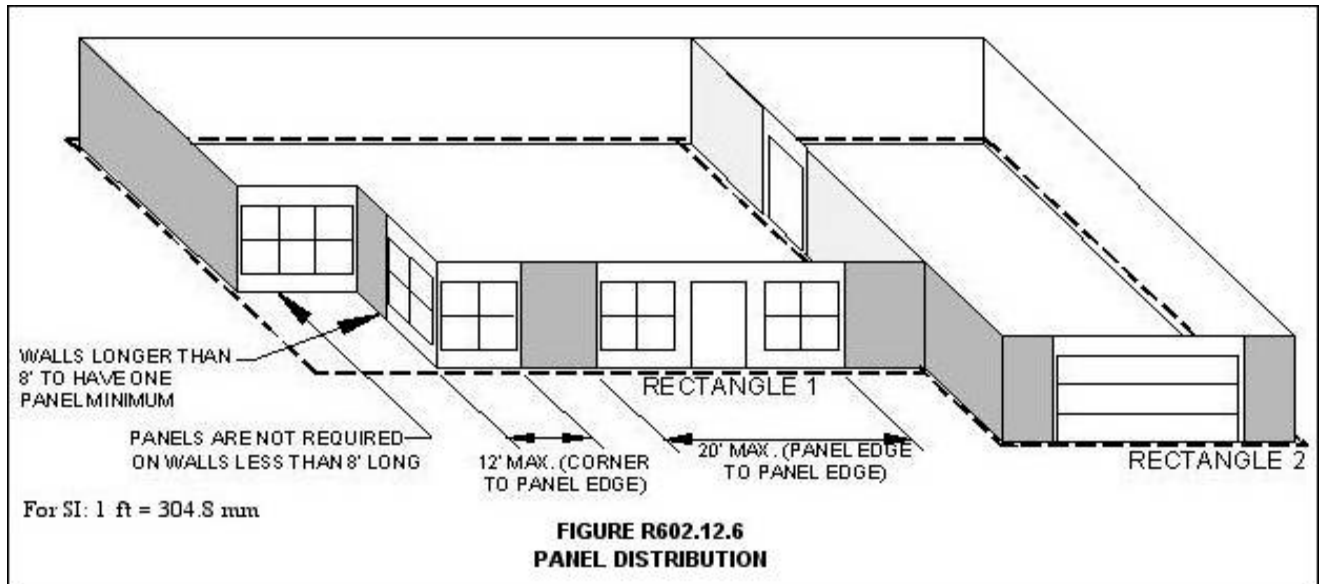 RECTANGLE 1
WALLS LONGER THAN
8' TO HAVE ONE
PANEL MINIMUM
PANELS ARE NOT REQUIRED
ON WALLS LESS THAN 8' LONG
12' MAX. (CORNER
TO PANEL EDGE)
20' MAX. (PANEL EDGE
TO PANEL EDGE)
RECTANGLE 2
For SI: 1 ft = 304.8 mm
FIGURE R602.12.6
PANEL DISTRIBUTION